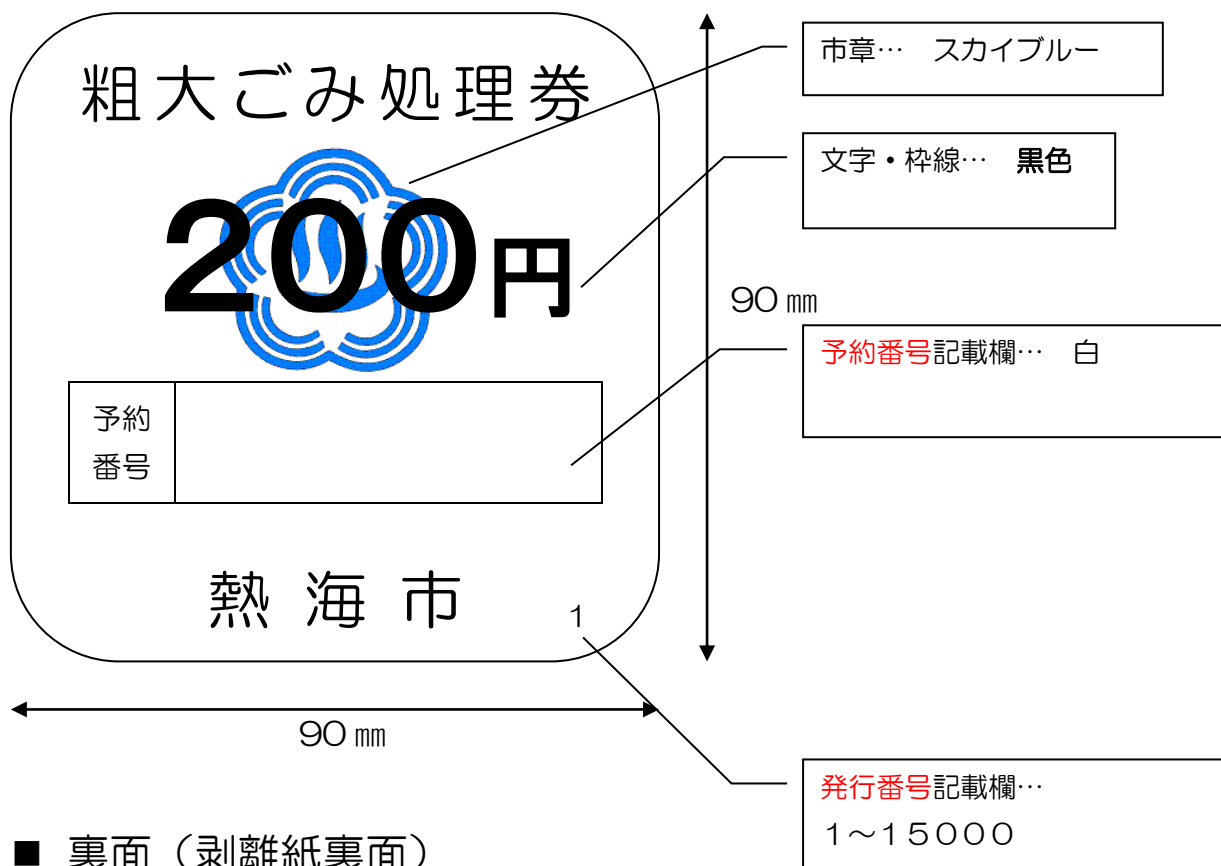 粗大ごみ処理券
200円
予約
番号
熱海市
1
90㎜
90㎜
市章… スカイブルー
文字・枠線… 黒色
予約番号記載欄… 白
発行番号記載欄…
1～15000
■ 裏面（剥離紙裏面）